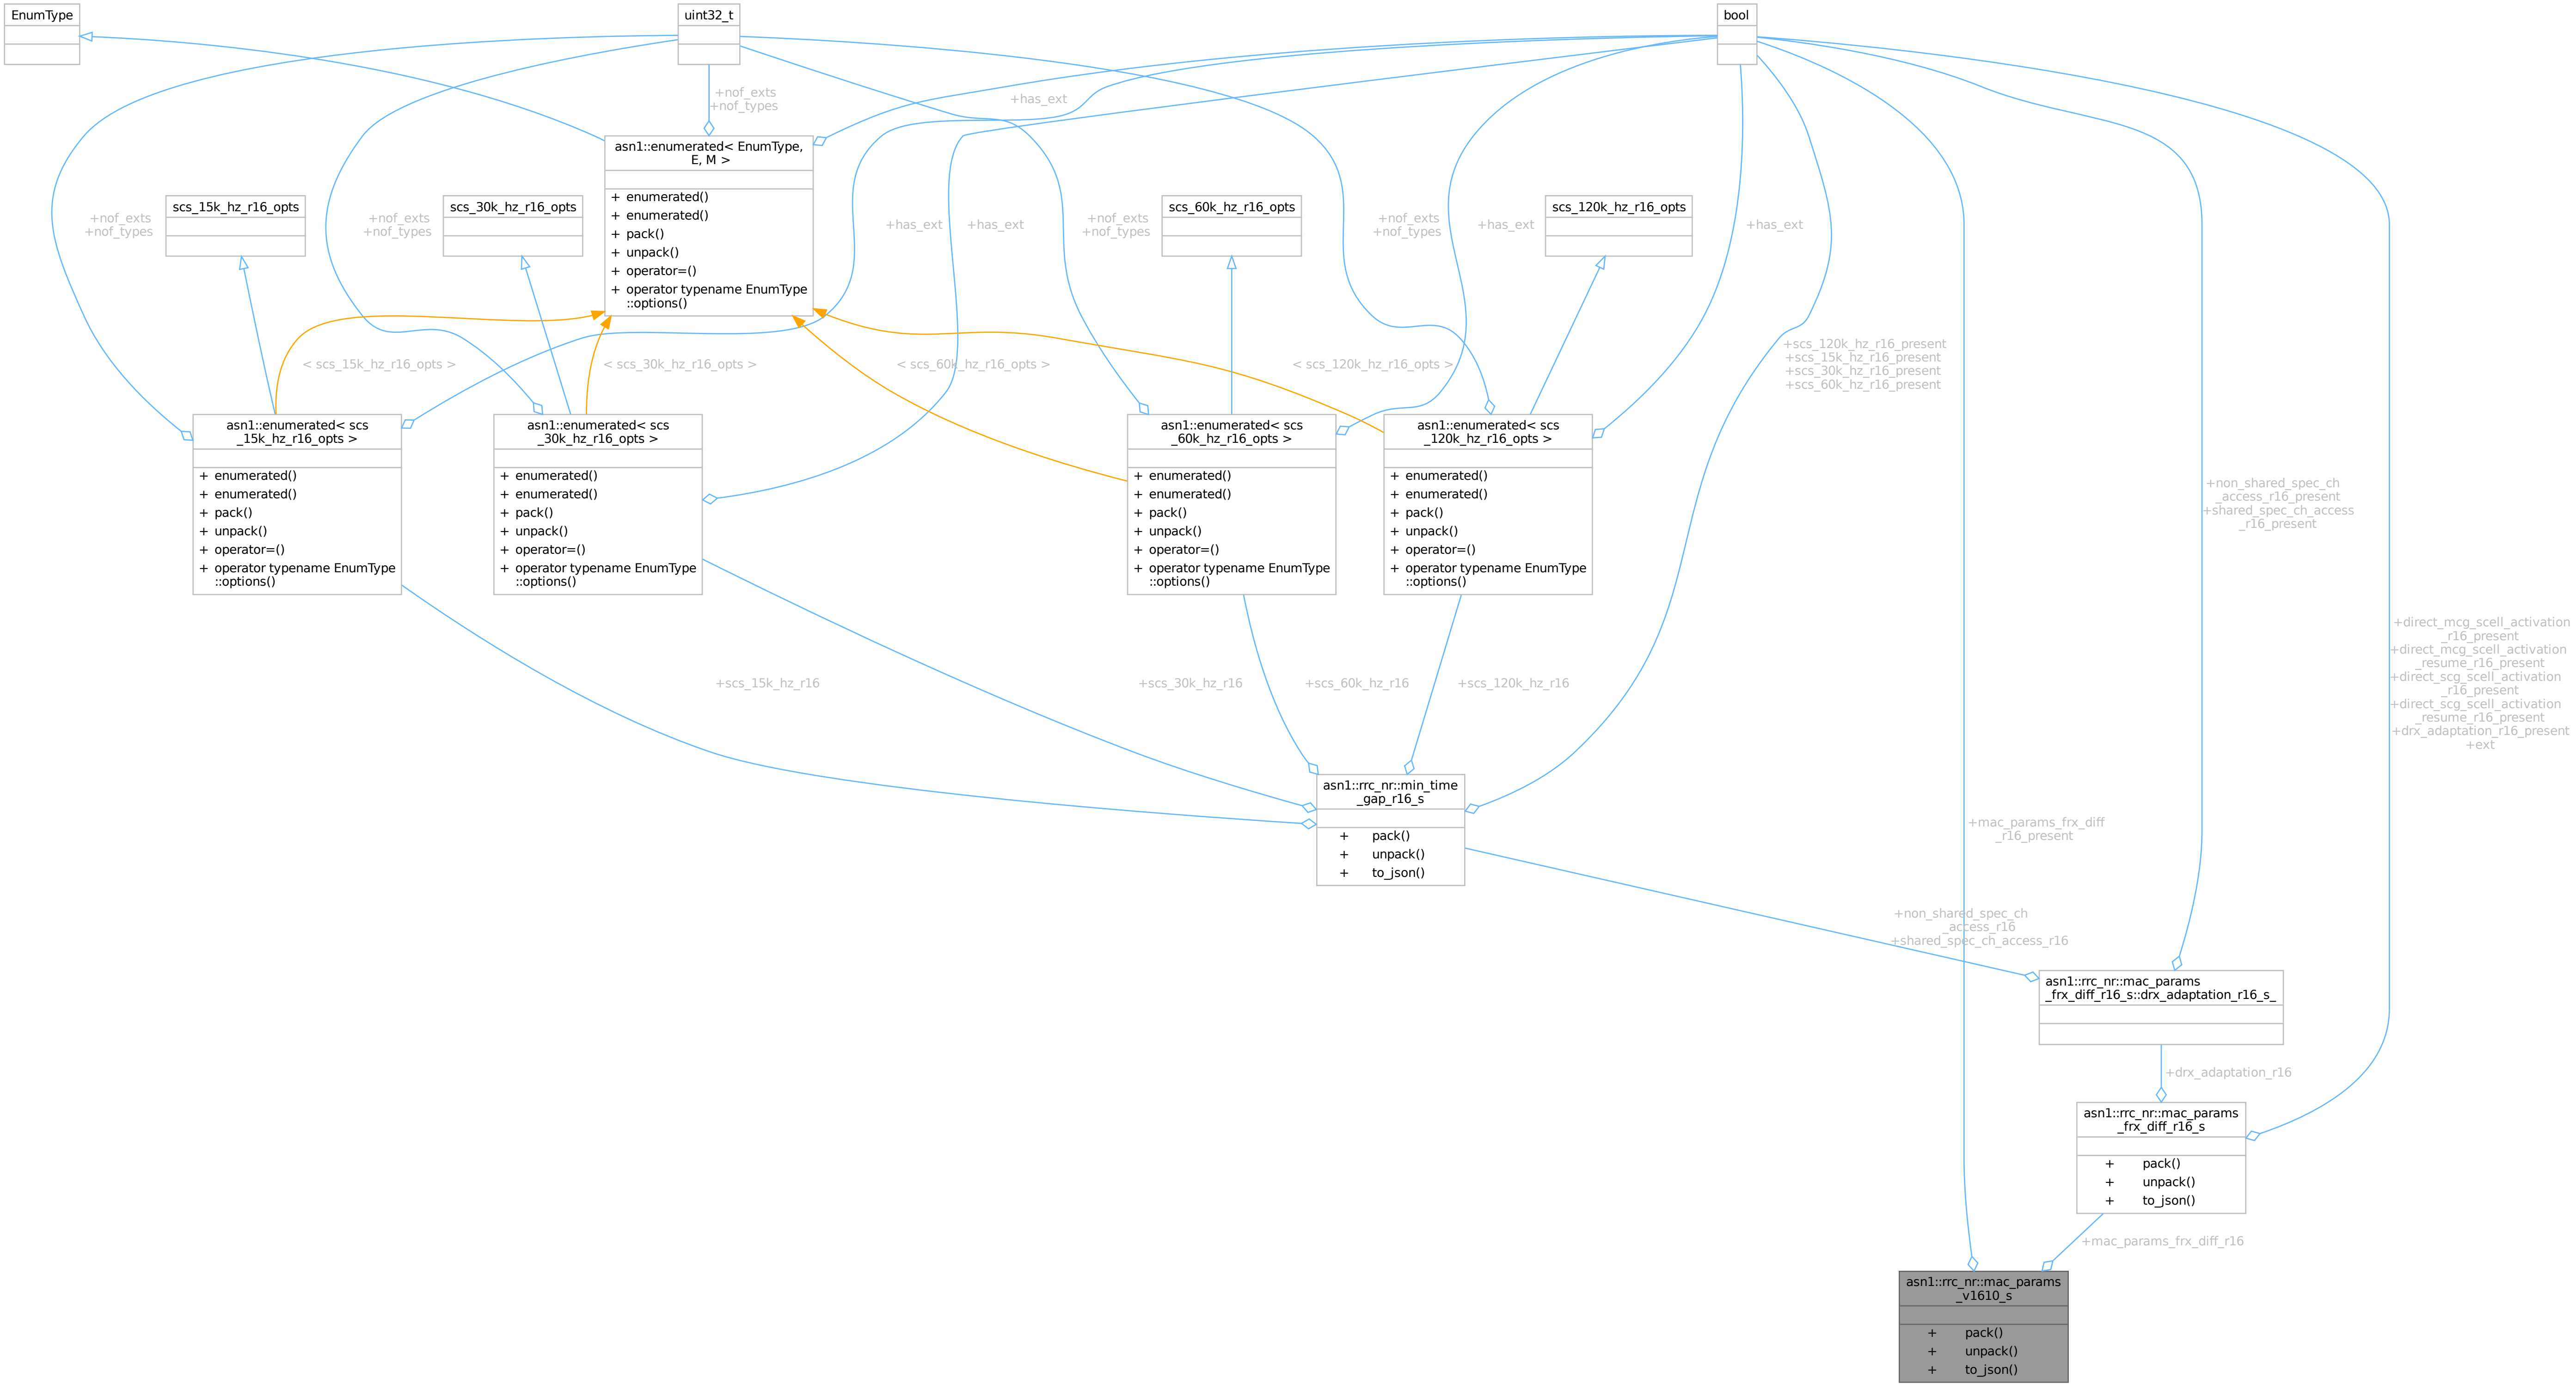 EnumType
uint32_t
bool
+nof_exts
+nof_types
+has_ext
asn1::enumerated< EnumType,
E, M >
+ enumerated()
+ enumerated()
+ pack()
+ unpack()
+ operator=()
+ operator typename EnumType
::options()
scs_15k_hz_r16_opts
scs_30k_hz_r16_opts
scs_60k_hz_r16_opts
scs_120k_hz_r16_opts
+nof_exts
+nof_types
+nof_exts
+nof_types
+has_ext
+has_ext
+nof_exts
+nof_types
+nof_exts
+nof_types
+has_ext
+has_ext
< scs_15k_hz_r16_opts >
< scs_30k_hz_r16_opts >
< scs_60k_hz_r16_opts >
< scs_120k_hz_r16_opts >
+scs_120k_hz_r16_present
+scs_15k_hz_r16_present
+scs_30k_hz_r16_present
+scs_60k_hz_r16_present
asn1::enumerated< scs
_15k_hz_r16_opts >
+ enumerated()
+ enumerated()
+ pack()
+ unpack()
+ operator=()
+ operator typename EnumType
::options()
asn1::enumerated< scs
_30k_hz_r16_opts >
+ enumerated()
+ enumerated()
+ pack()
+ unpack()
+ operator=()
+ operator typename EnumType
::options()
asn1::enumerated< scs
_60k_hz_r16_opts >
+ enumerated()
+ enumerated()
+ pack()
+ unpack()
+ operator=()
+ operator typename EnumType
::options()
asn1::enumerated< scs
_120k_hz_r16_opts >
+ enumerated()
+ enumerated()
+ pack()
+ unpack()
+ operator=()
+ operator typename EnumType
::options()
+non_shared_spec_ch
_access_r16_present
+shared_spec_ch_access
_r16_present
+direct_mcg_scell_activation
_r16_present
+direct_mcg_scell_activation
_resume_r16_present
+direct_scg_scell_activation
_r16_present
+direct_scg_scell_activation
_resume_r16_present
+drx_adaptation_r16_present
+ext
+scs_15k_hz_r16
+scs_30k_hz_r16
+scs_60k_hz_r16
+scs_120k_hz_r16
asn1::rrc_nr::min_time
_gap_r16_s
+ pack()
+ unpack()
+ to_json()
+mac_params_frx_diff
_r16_present
+non_shared_spec_ch
_access_r16
+shared_spec_ch_access_r16
asn1::rrc_nr::mac_params
_frx_diff_r16_s::drx_adaptation_r16_s_
+drx_adaptation_r16
asn1::rrc_nr::mac_params
_frx_diff_r16_s
+ pack()
+ unpack()
+ to_json()
+mac_params_frx_diff_r16
asn1::rrc_nr::mac_params
_v1610_s
+ pack()
+ unpack()
+ to_json()